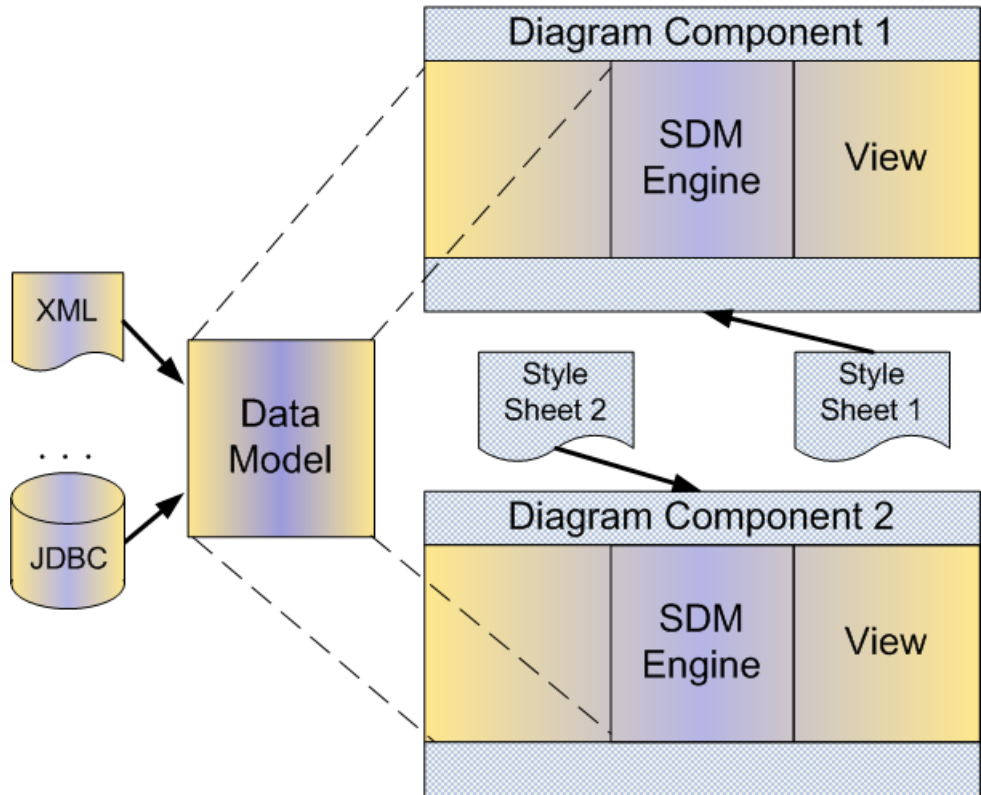 Diagram Component 1
SDM
Engine
View
XML
Data
Model
. . .
JDBC
Style
Sheet 2
Style
Sheet 1
Diagram Component 2
SDM
Engine
View